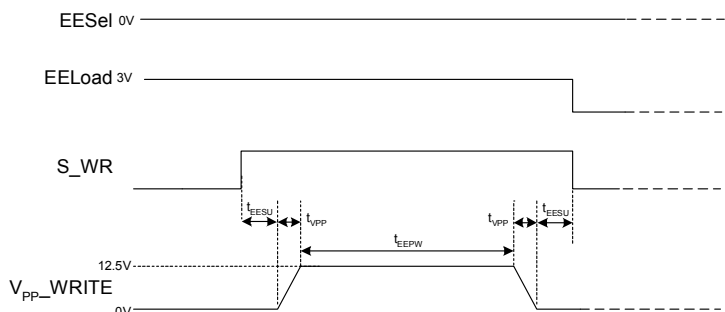 EESel 0V
EELoad 3V
S_WR
tEESU tVPP tVPP tEESU
tEEPW
12.5V
VPP_WRITE
0V